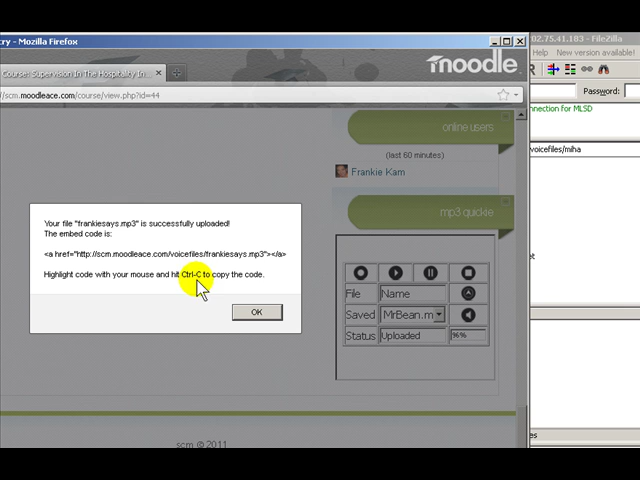 ry - Mozilla Firefox
02.75.41.183 - FileZilla
Course: Supervision In The Hospitality In...
Help New version available!
moodle
//scm.moodleace.com/course/view.php?id=44
Password:
nnection for MLSD
online users
voicefiles/miha
(last 60 minutes)
Frankie Kam
mp3 quickie
Your file "frankiesays.mp3" is successfully uploaded!
The embed code is:
<a href="http://scm.moodleace.com/voicefiles/frankiesays.mp3"></a>
Highlight code with your mouse and hit Ctrl-C to copy the code.
OK
File Name
Saved MrBean.m
Status Uploaded
scm © 2011